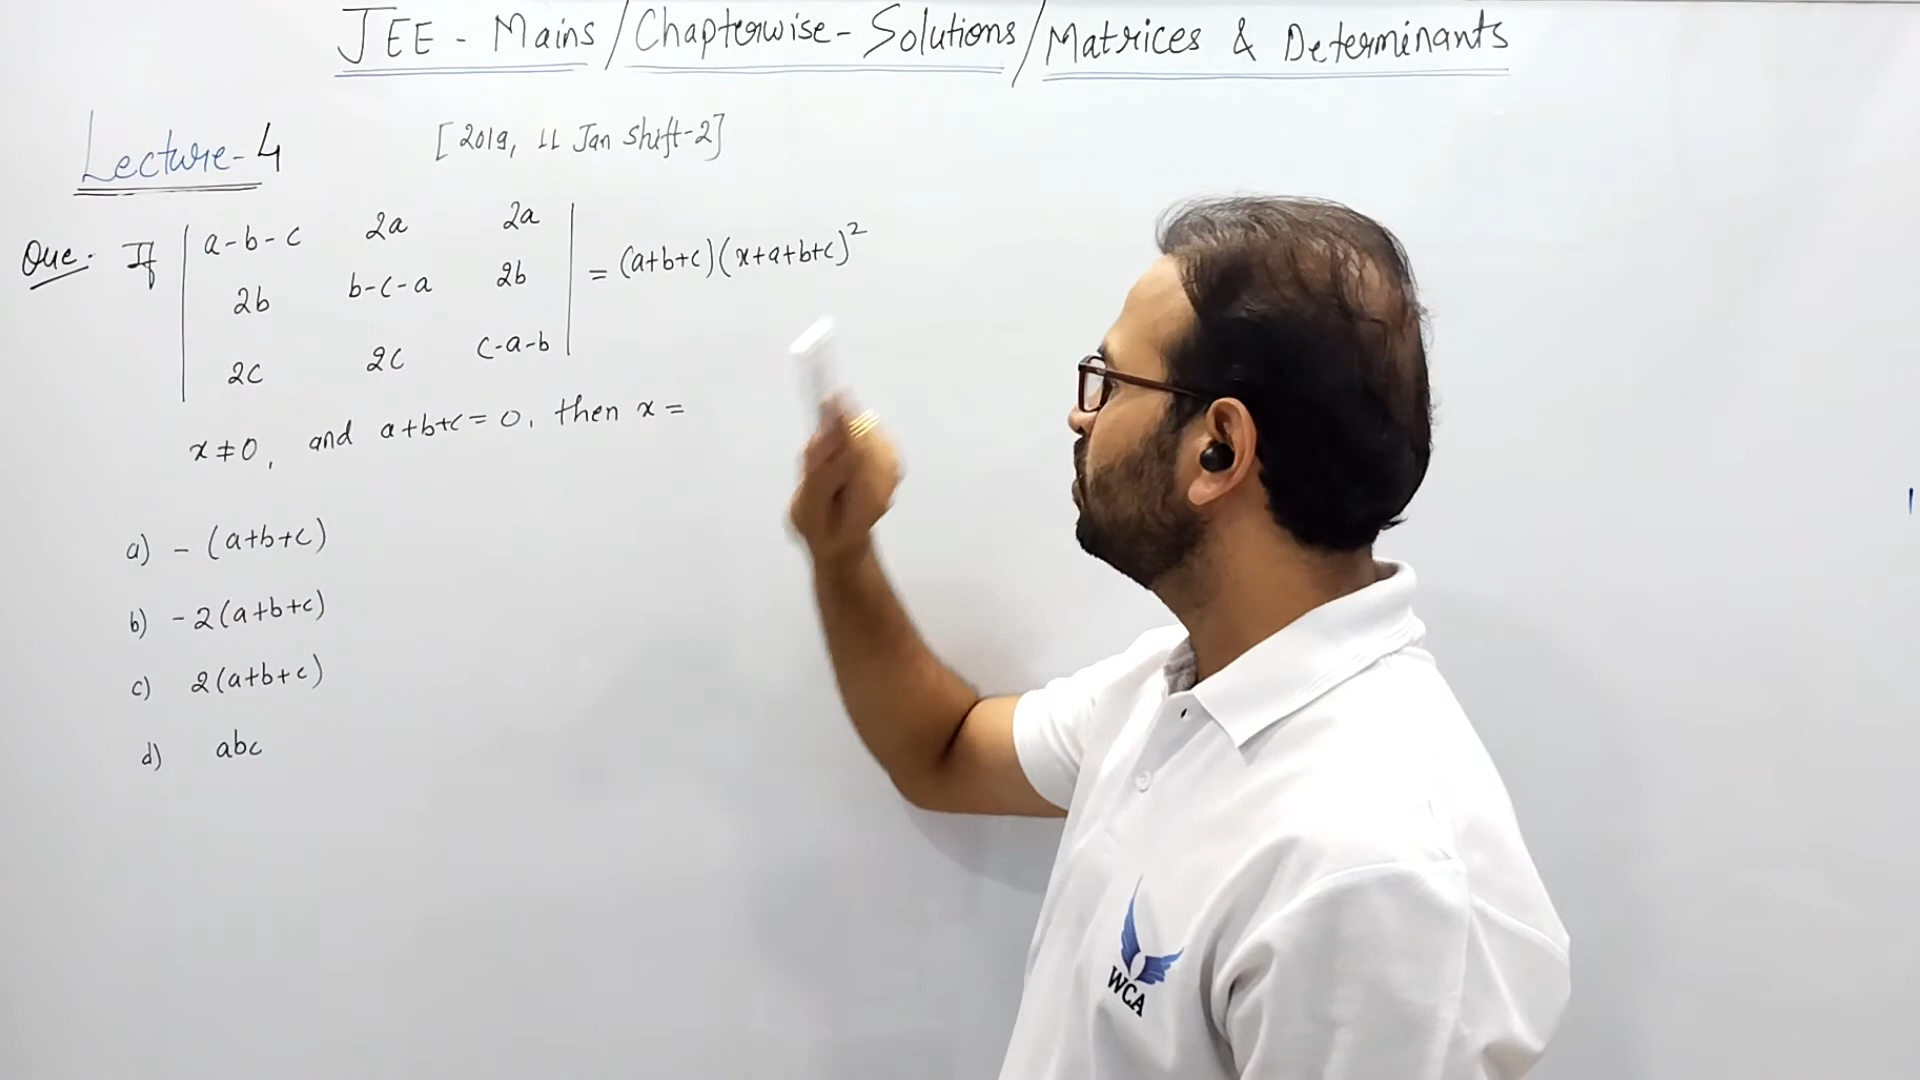 JEE - Mains / Chapterwise - Solutions / Matrices & Determinants
Lecture-4
[2019, 11 Jan Shift-2]
Que. If | a-b-c 2a 2a |
| 2b b-c-a 2b | = (a+b+c)(x+a+b+c)²
| 2c 2c c-a-b |
x≠0, and a+b+c=0, then x=
a) -(a+b+c)
b) -2(a+b+c)
c) 2(a+b+c)
d) abc
WCA